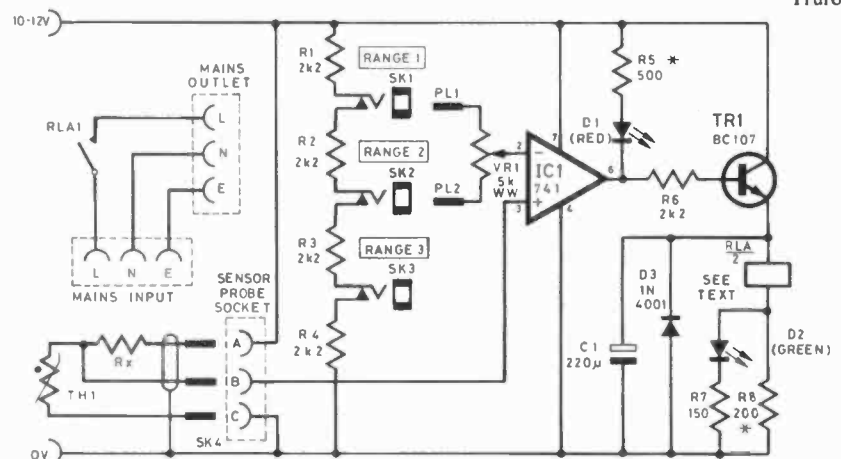 10-12V
MAINS
OUTLET
RLA1
L
N
E
L N E
MAINS INPUT
SENSOR
PROBE
SOCKET
Rx
TH1
A
B
C
SK4
0V
R1
2k2
RANGE 1
SK1
R2
2k2
RANGE 2
SK2
R3
2k2
RANGE 3
SK3
R4
2k2
PL1
PL2
VR1
5k
WW
2
3
7
6
4
IC1
741
R5 *
500
D1
(RED)
R6
2k2
TR1
BC107
RLA
2
SEE
TEXT
D3
1N
4001
C1
220μ
D2
(GREEN)
R7
150
R8
200
*